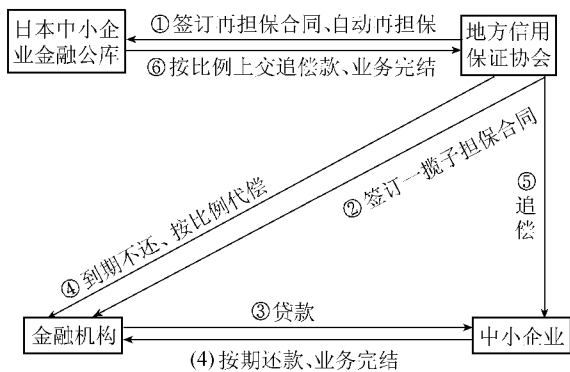 日本中小企
业金融公库
①签订再担保合同、自动再担保
⑥按比例上交追偿款、业务完结
地方信用
保证协会
②签订一揽子担保合同
④到期不还、按比例代偿
⑤
追
偿
金融机构
③贷款
(4)按期还款、业务完结
中小企业